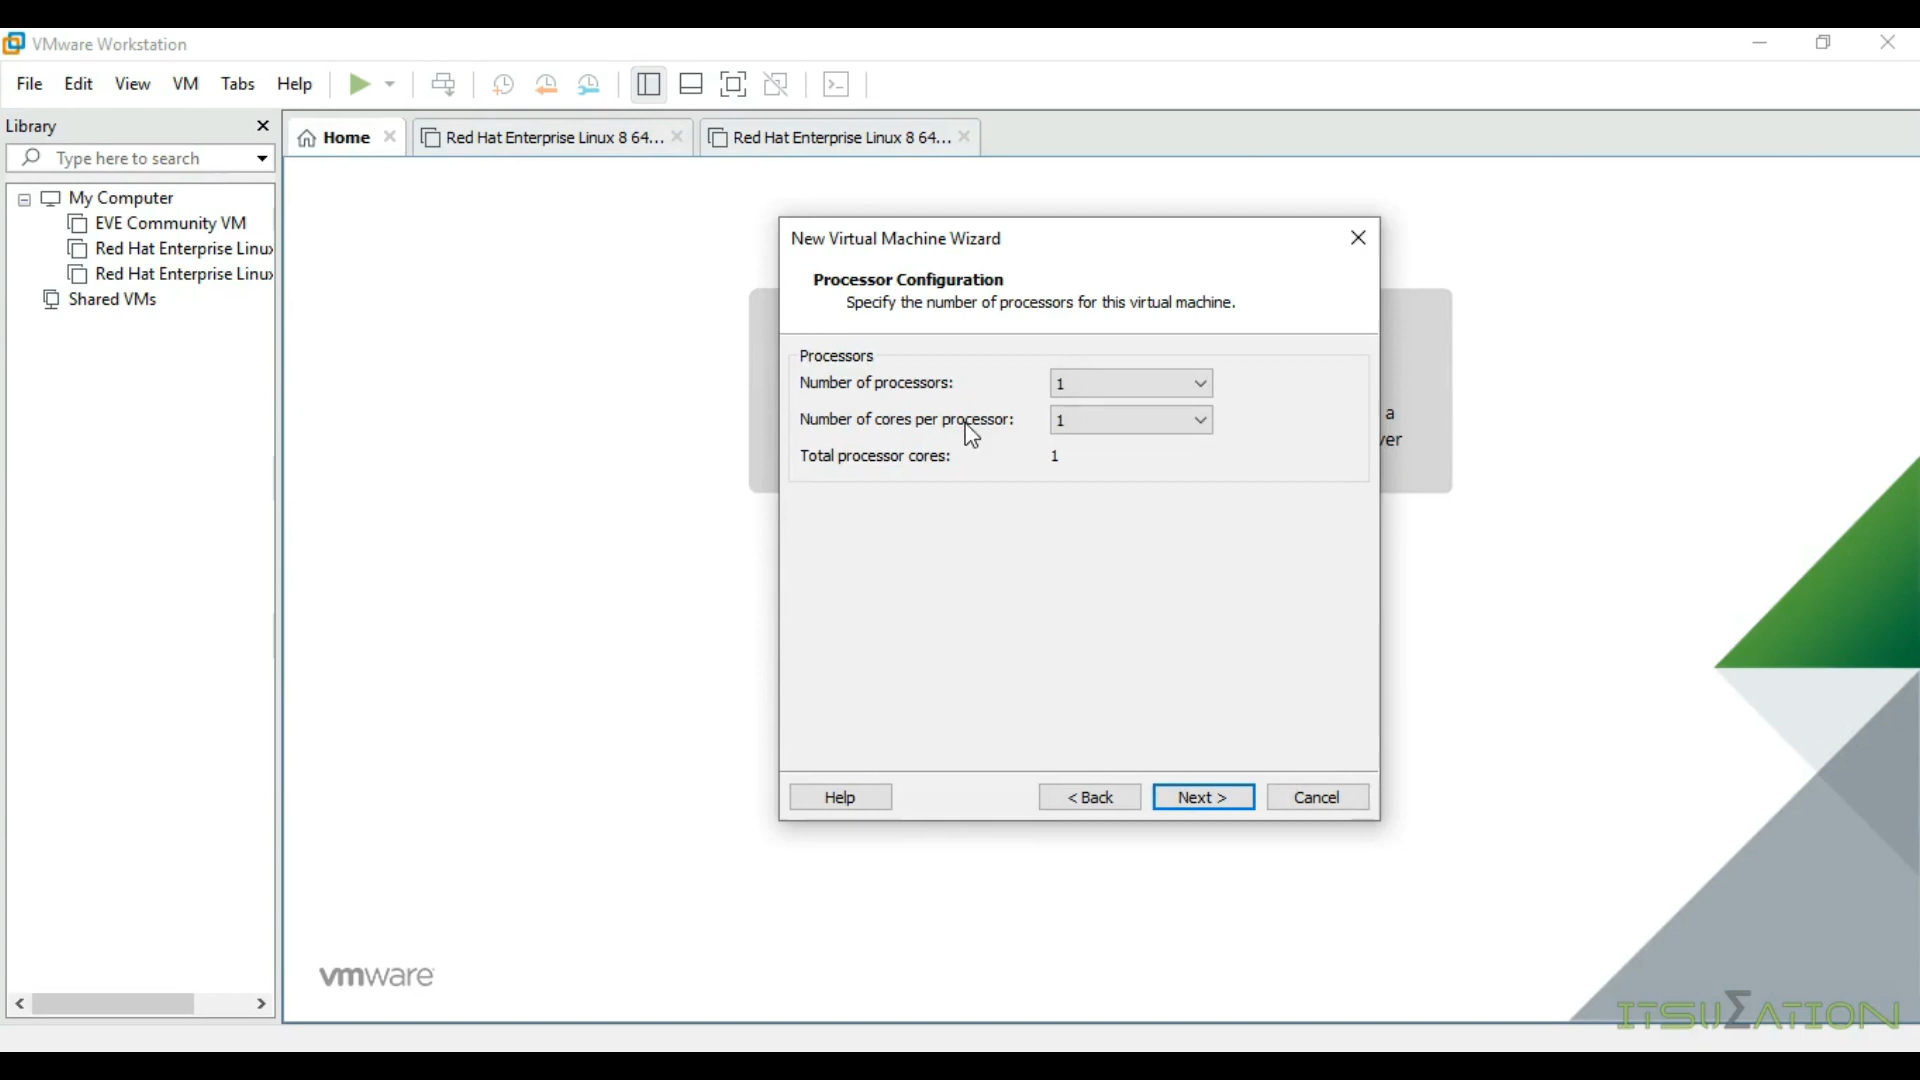 VMware Workstation
File Edit View VM Tabs Help
Library
Type here to search
My Computer
EVE Community VM
Red Hat Enterprise Linux
Red Hat Enterprise Linux
Shared VMs
Home
Red Hat Enterprise Linux 8 64...
Red Hat Enterprise Linux 8 64...
New Virtual Machine Wizard
Processor Configuration
Specify the number of processors for this virtual machine.
Processors
Number of processors: 1
Number of cores per processor: 1
Total processor cores: 1
a
ver
Help < Back Next > Cancel
vmware